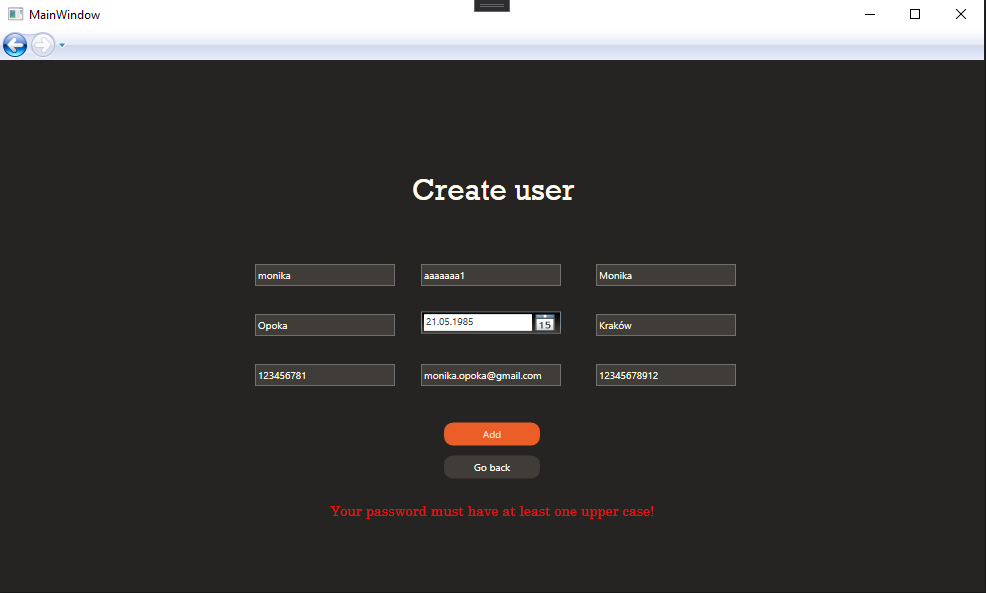 MainWindow
Create user
monika
aaaaaaa1
Monika
Opoka
21.05.1985
15
Kraków
123456781
monika.opoka@gmail.com
12345678912
Add
Go back
Your password must have at least one upper case!